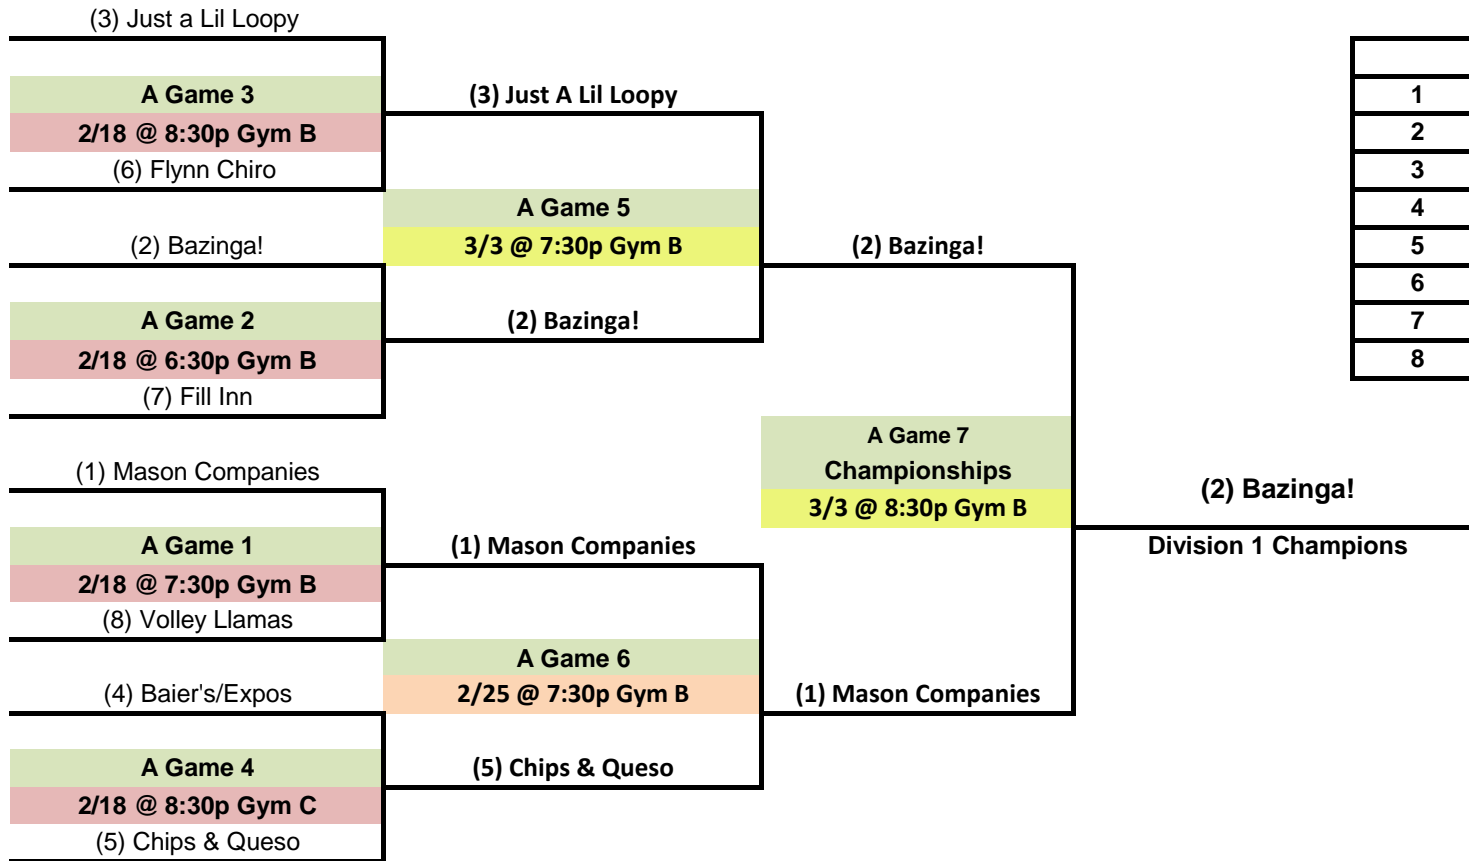 (3) Just a Lil Loopy
A Game 3
2/18 @ 8:30p Gym B
(6) Flynn Chiro
(2) Bazinga!
A Game 2
2/18 @ 6:30p Gym B
(7) Fill Inn
(1) Mason Companies
A Game 1
2/18 @ 7:30p Gym B
(8) Volley Llamas
(4) Baier's/Expos
A Game 4
2/18 @ 8:30p Gym C
(5) Chips & Queso
(3) Just A Lil Loopy
A Game 5
3/3 @ 7:30p Gym B
(2) Bazinga!
(1) Mason Companies
A Game 6
2/25 @ 7:30p Gym B
(5) Chips & Queso
(2) Bazinga!
A Game 7
Championships
3/3 @ 8:30p Gym B
(1) Mason Companies
(2) Bazinga!
Division 1 Champions
1
2
3
4
5
6
7
8